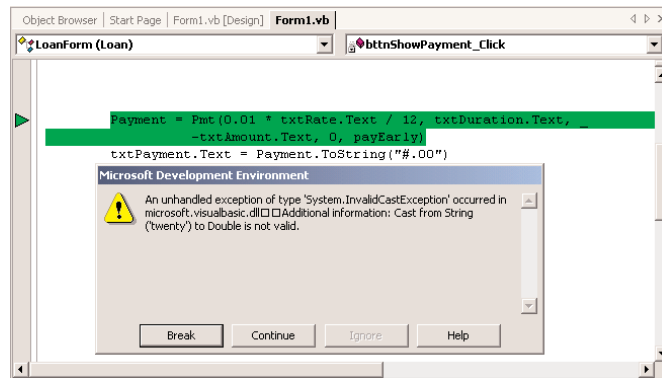 Object Browser | Start Page | Form1.vb [Design] Form1.vb
LoanForm (Loan) bttnShowPayment_Click
Payment = Pmt(0.01 * txtRate.Text / 12, txtDuration.Text, _
-txtAmount.Text, 0, payEarly)
txtPayment.Text = Payment.ToString("#.00")
Microsoft Development Environment
An unhandled exception of type 'System.InvalidCastException' occurred in
microsoft.visualbasic.dll□□Additional information: Cast from String
('twenty') to Double is not valid.
Break Continue Ignore Help